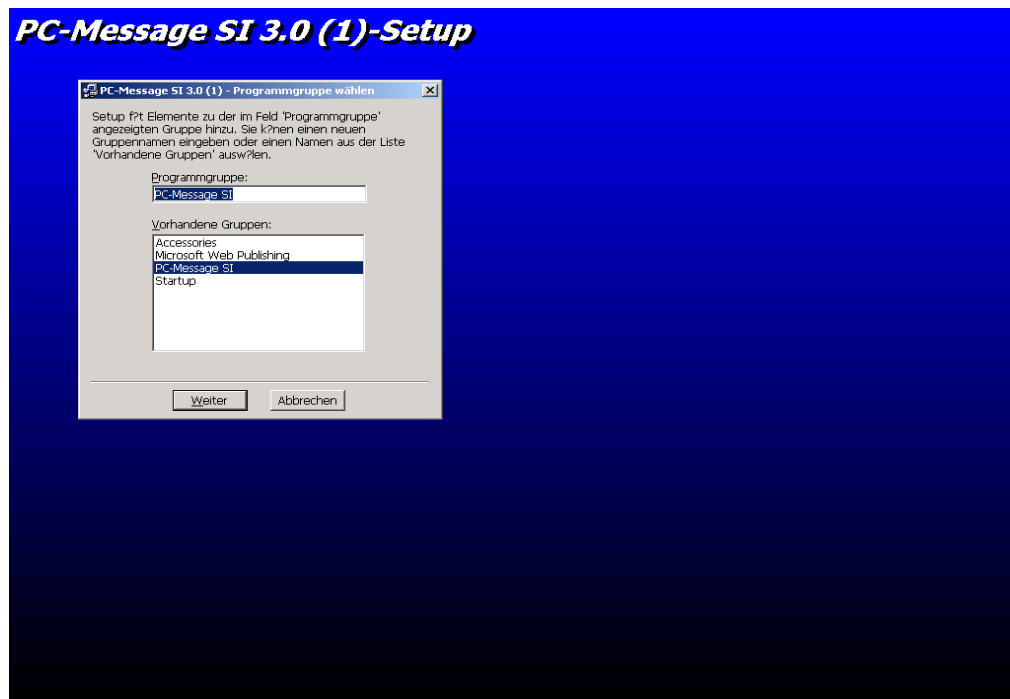 PC-Message SI 3.0 (1)-Setup
PC-Message SI 3.0 (1) - Programmgruppe wählen
Setup f?t Elemente zu der im Feld 'Programmgruppe'
angezeigten Gruppe hinzu. Sie k?nen einen neuen
Gruppennamen eingeben oder einen Namen aus der Liste
'Vorhandene Gruppen' ausw?len.
Programmgruppe:
PC-Message SI
Vorhandene Gruppen:
Accessories
Microsoft Web Publishing
PC-Message SI
Startup
Weiter
Abbrechen